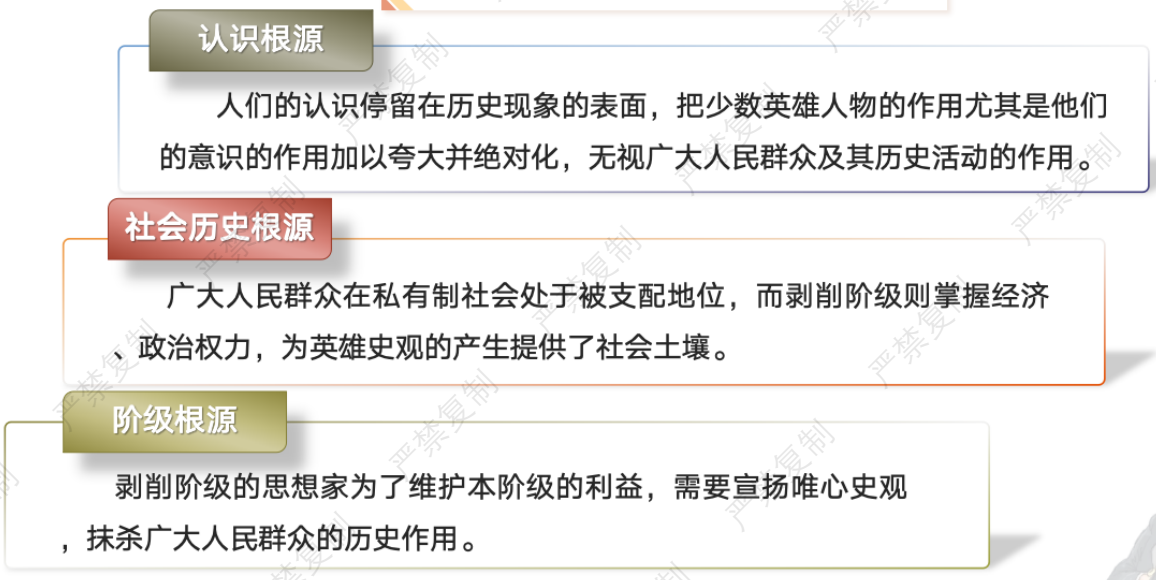 认识根源
人们的认识停留在历史现象的表面，把少数英雄人物的作用尤其是他们
的意识的作用加以夸大并绝对化，无视广大人民群众及其历史活动的作用。
社会历史根源
广大人民群众在私有制社会处于被支配地位，而剥削阶级则掌握经济
、政治权力，为英雄史观的产生提供了社会土壤。
阶级根源
剥削阶级的思想家为了维护本阶级的利益，需要宣扬唯心史观
，抹杀广大人民群众的历史作用。
严禁复制
严禁复制
严禁复制
严禁复制
严禁复制
严禁复制
严禁复制
严禁复制
严禁复制
严禁复制